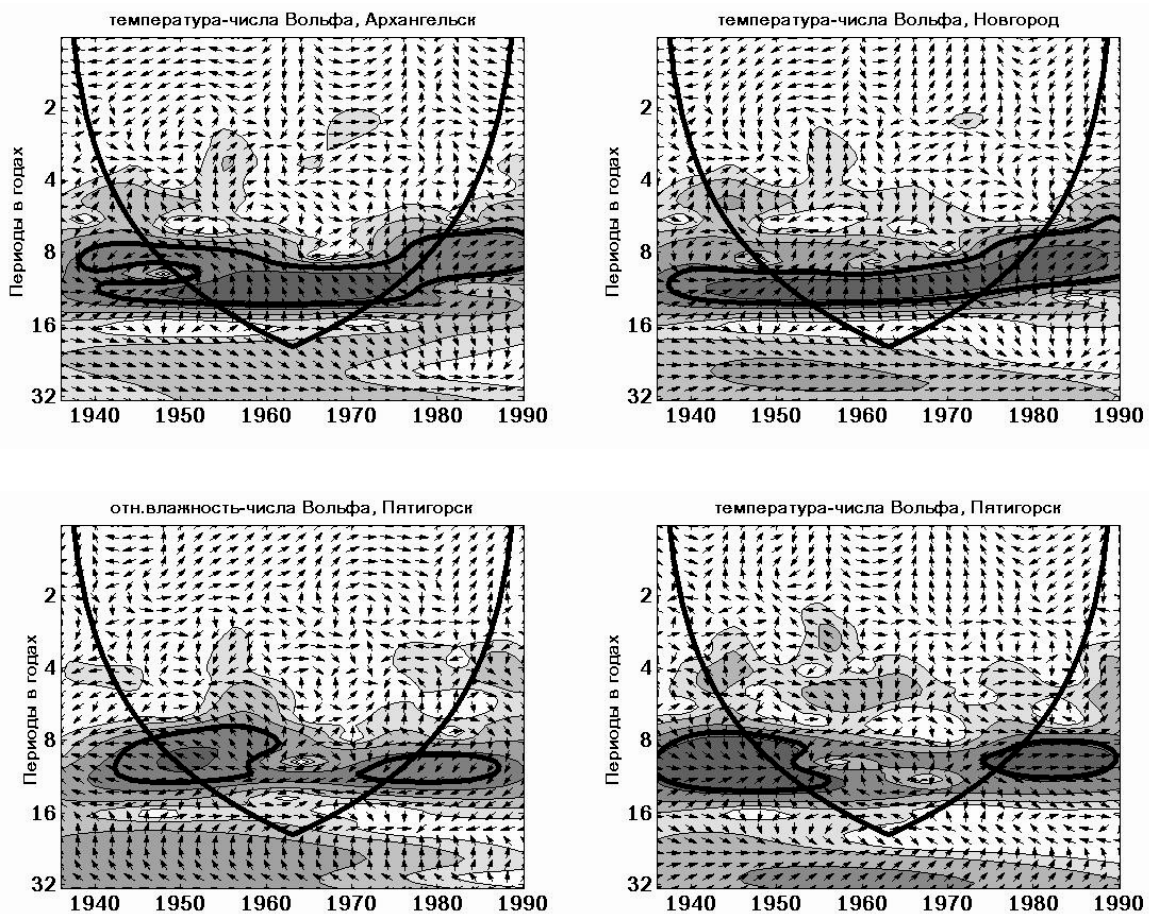 температура-числа Вольфа, Архангельск
Периоды в годах
2
4
8
16
32
1940 1950 1960 1970 1980 1990
температура-числа Вольфа, Новгород
Периоды в годах
2
4
8
16
32
1940 1950 1960 1970 1980 1990
отн.влажность-числа Вольфа, Пятигорск
Периоды в годах
2
4
8
16
32
1940 1950 1960 1970 1980 1990
температура-числа Вольфа, Пятигорск
Периоды в годах
2
4
8
16
32
1940 1950 1960 1970 1980 1990